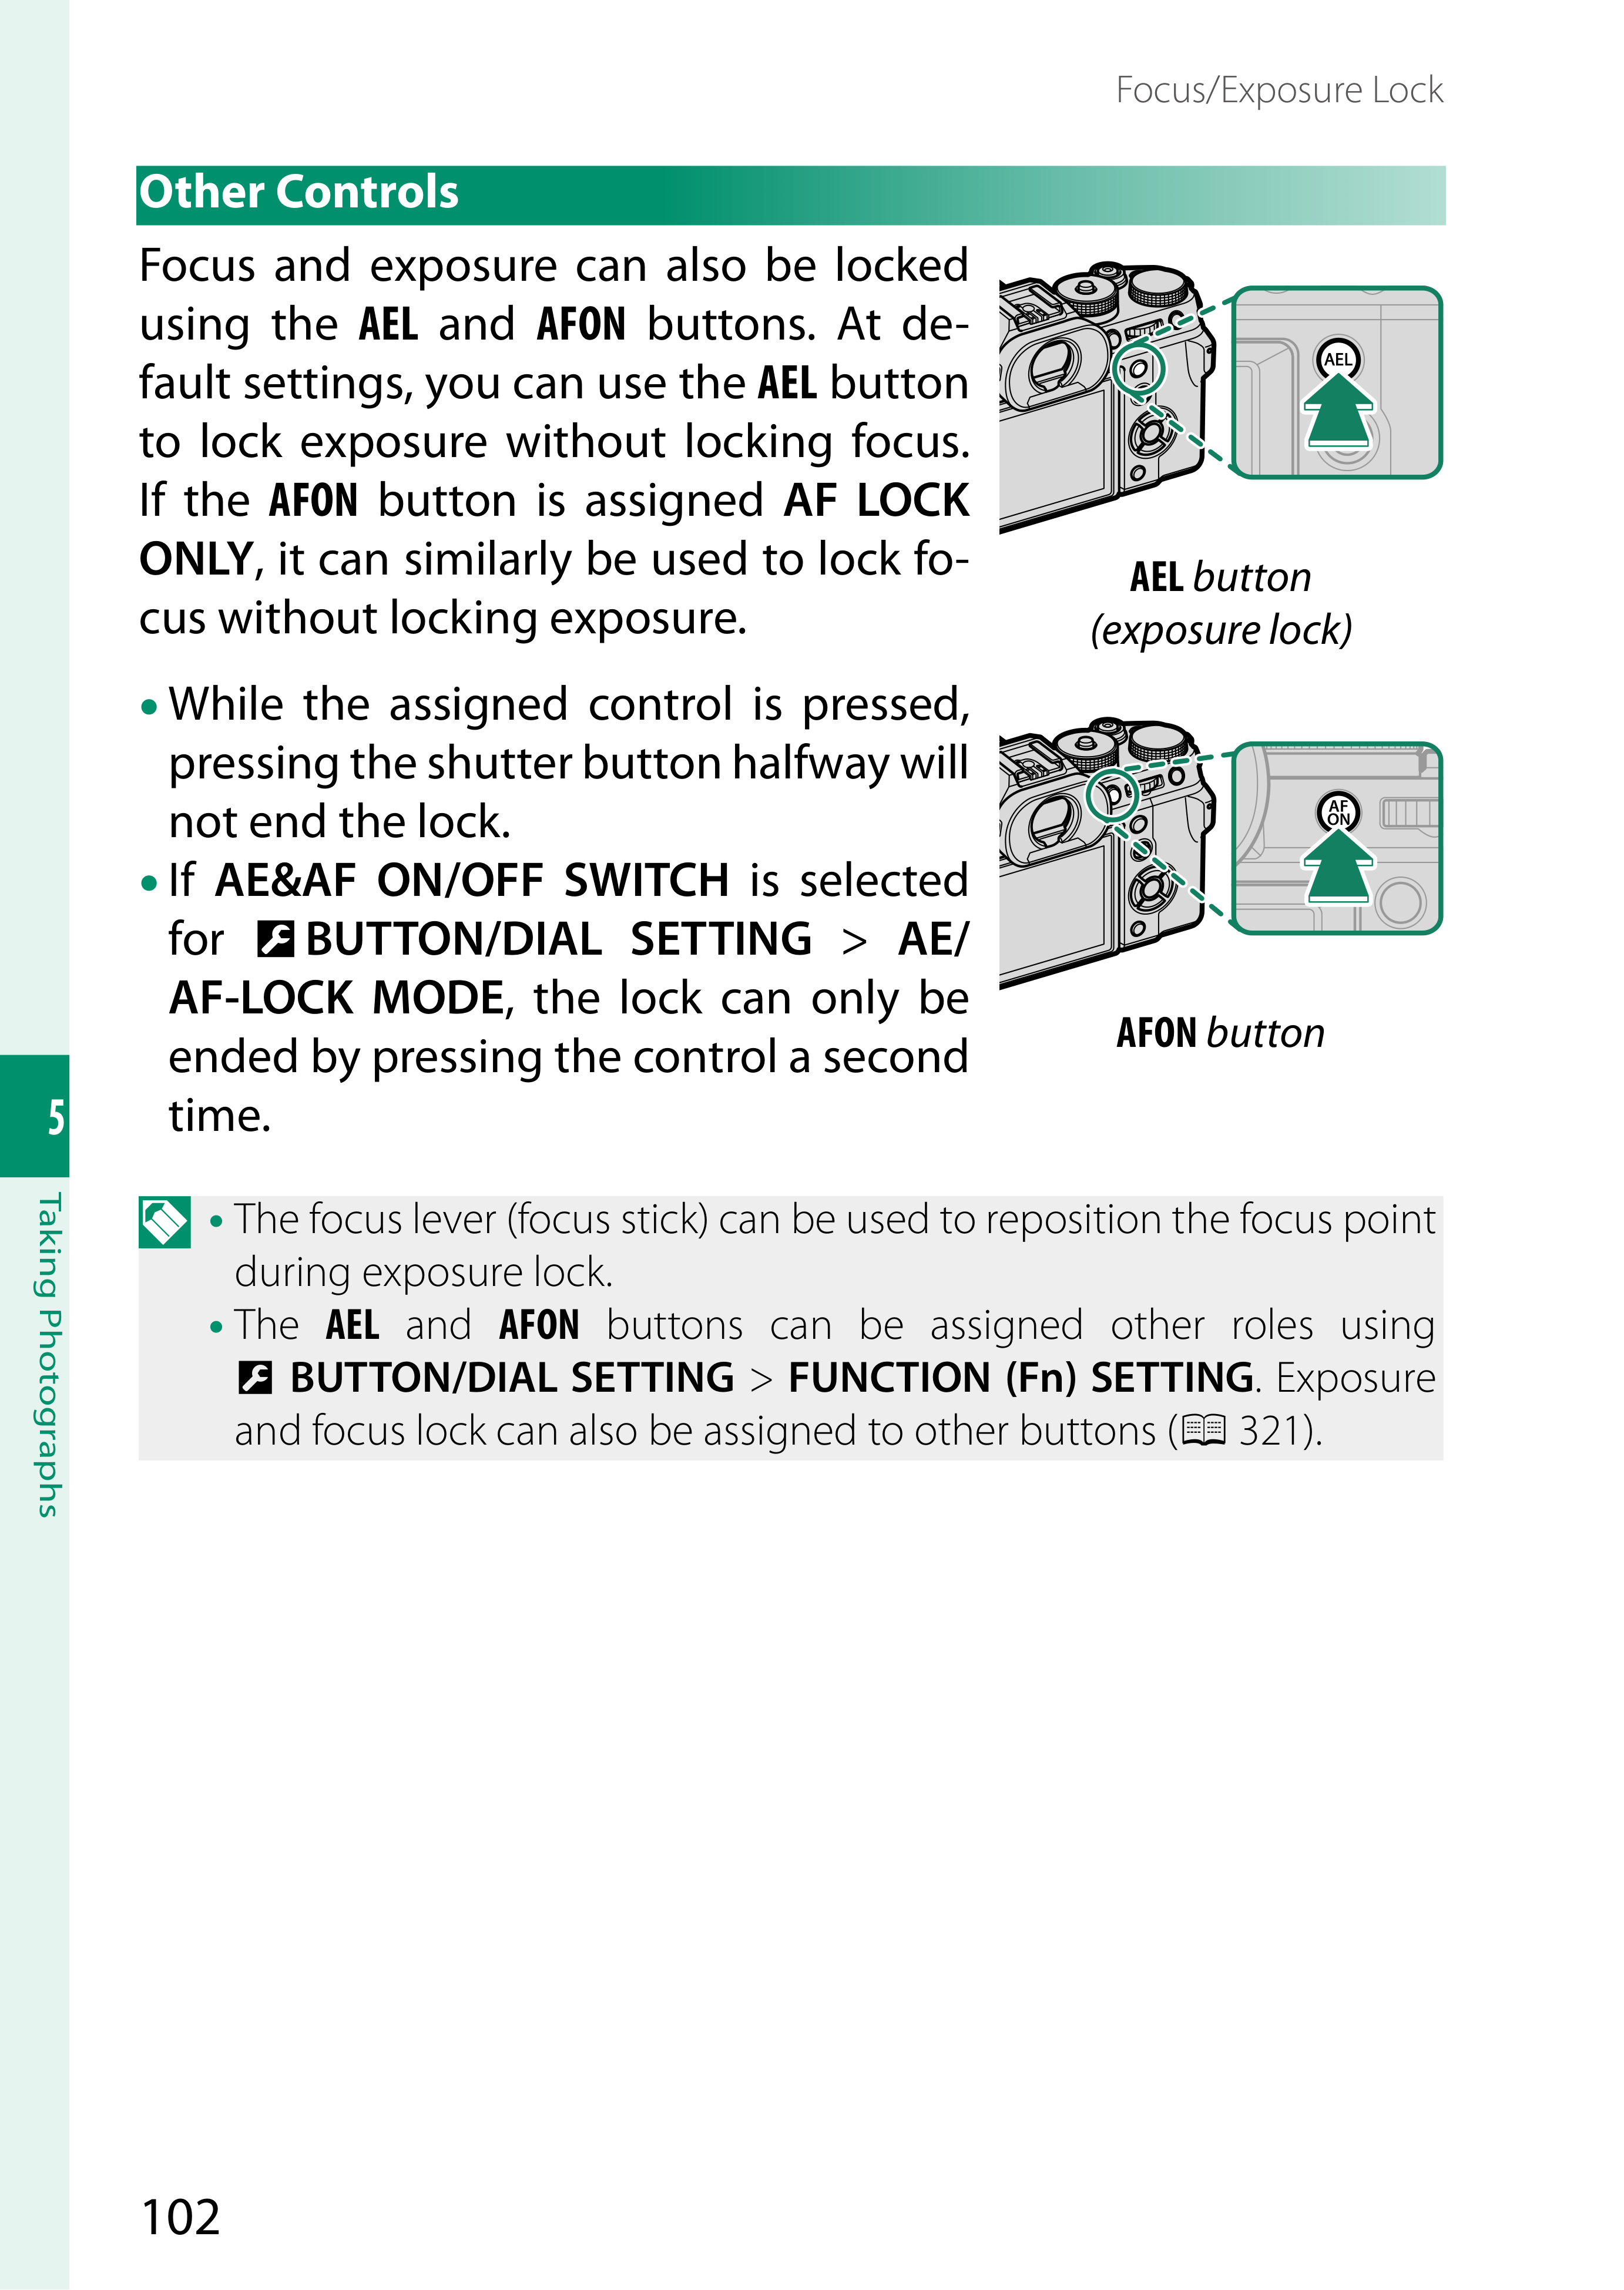 Focus/Exposure Lock
Other Controls
Focus and exposure can also be locked
using the AEL and AFON buttons. At de-
fault settings, you can use the AEL button
to lock exposure without locking focus.
If the AFON button is assigned AF LOCK
ONLY, it can similarly be used to lock fo-
cus without locking exposure.
AEL
AEL button
(exposure lock)
• While the assigned control is pressed,
pressing the shutter button halfway will
not end the lock.
• If AE&AF ON/OFF SWITCH is selected
for BUTTON/DIAL SETTING > AE/
AF-LOCK MODE, the lock can only be
ended by pressing the control a second
time.
AF
ON
AFON button
• The focus lever (focus stick) can be used to reposition the focus point
during exposure lock.
• The AEL and AFON buttons can be assigned other roles using
BUTTON/DIAL SETTING > FUNCTION (Fn) SETTING. Exposure
and focus lock can also be assigned to other buttons ( 321).
5
Taking Photographs
102